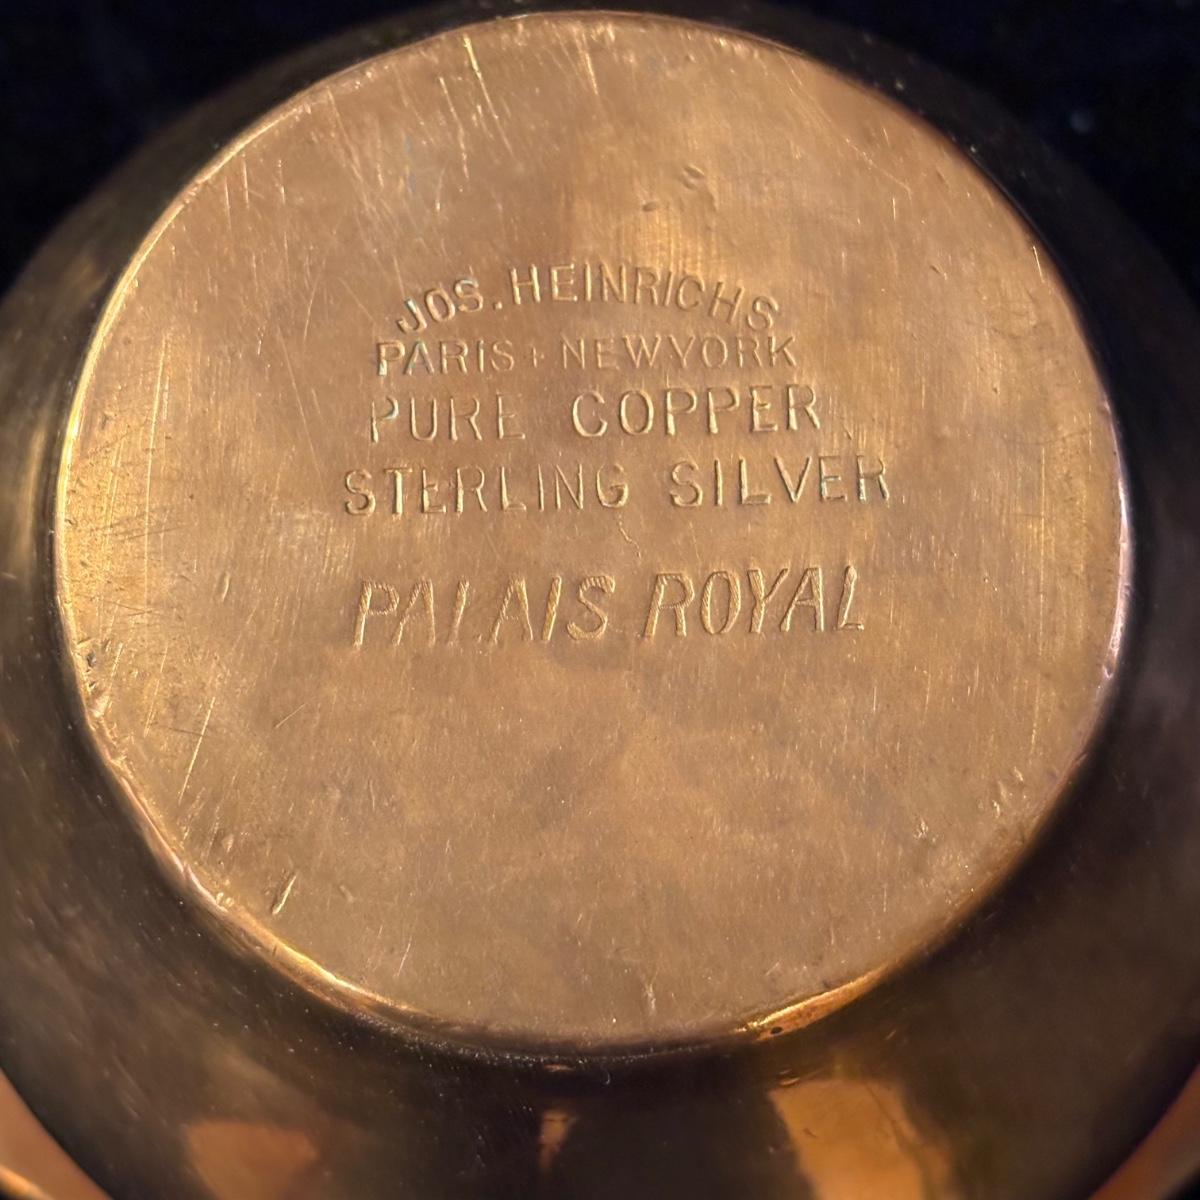 JOS. HEINRICHS
PARIS + NEWYORK
PURE COPPER
STERLING SILVER
PALAIS ROYAL